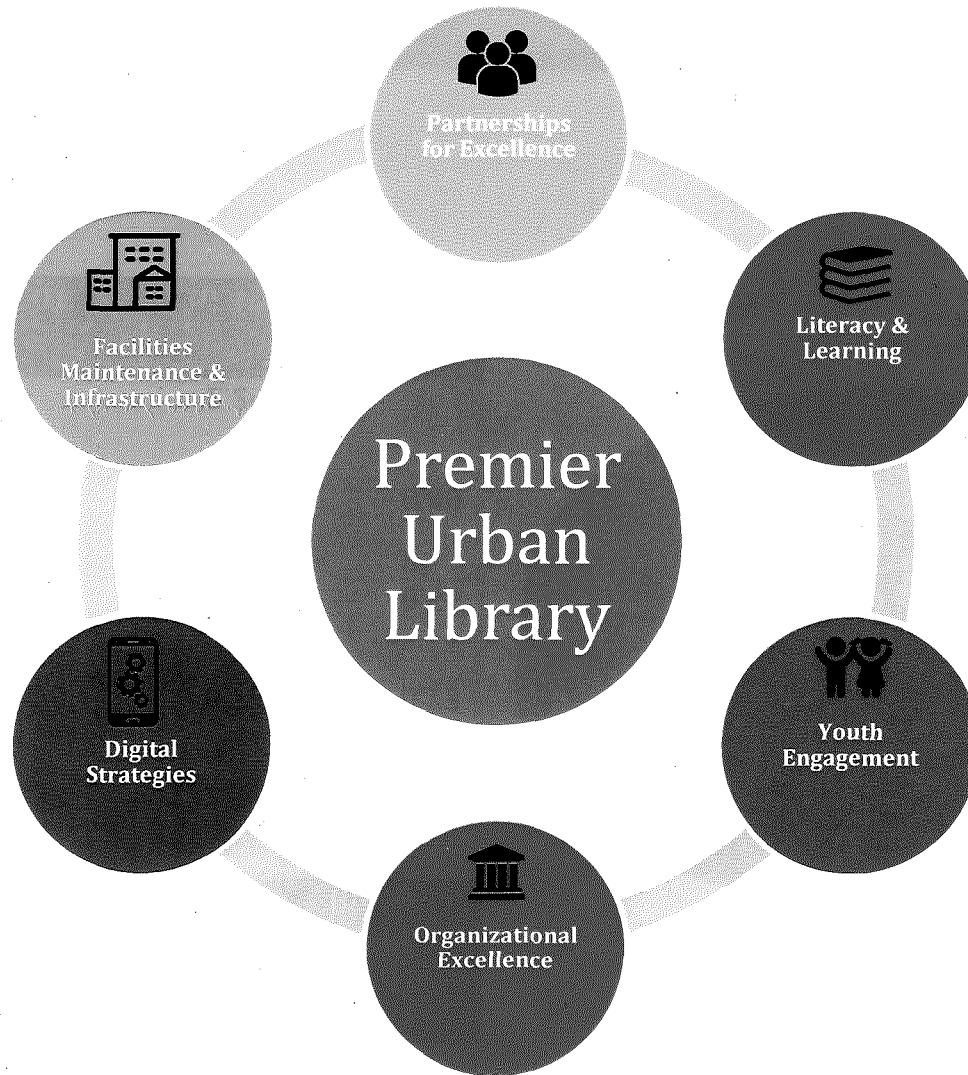 Partnerships
for Excellence
Literacy &
Learning
Youth
Engagement
Organizational
Excellence
Digital
Strategies
Facilities
Maintenance &
Infrastructure
Premier
Urban
Library